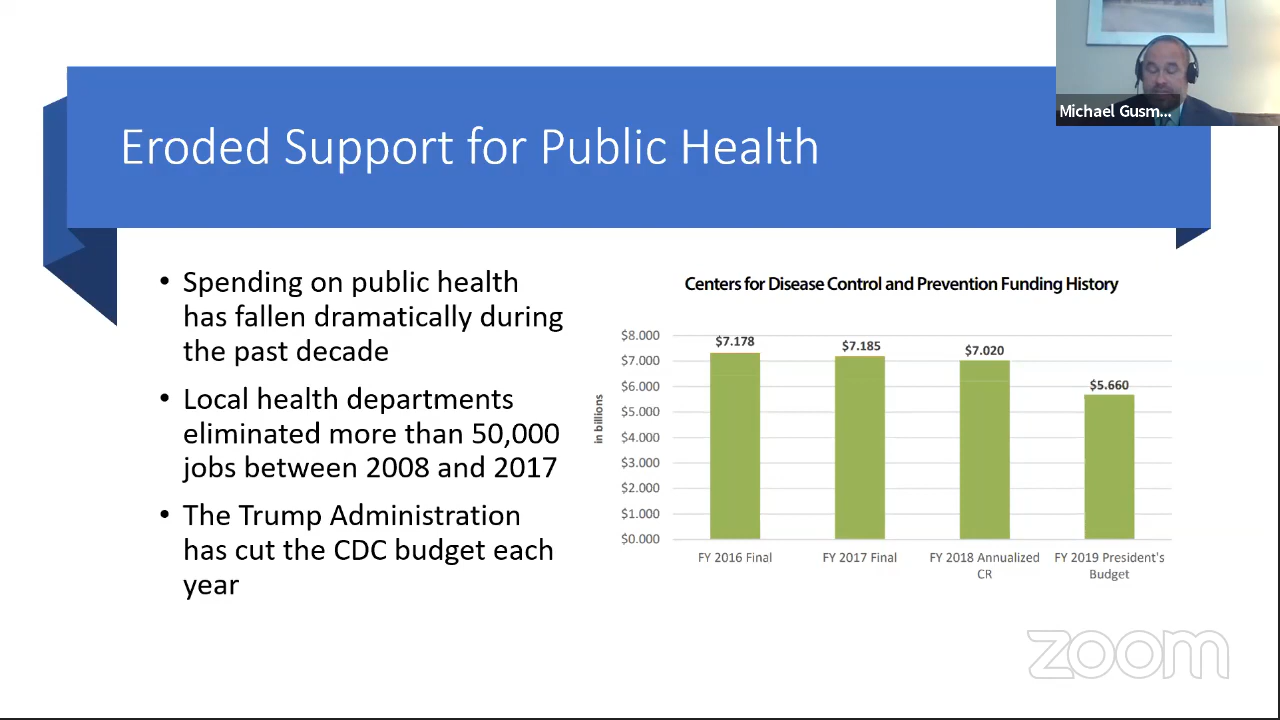 Michael Gusm...
Eroded Support for Public Health
• Spending on public health
has fallen dramatically during
the past decade
• Local health departments
eliminated more than 50,000
jobs between 2008 and 2017
• The Trump Administration
has cut the CDC budget each
year
Centers for Disease Control and Prevention Funding History
in billions
$8.000
$7.000
$6.000
$5.000
$4.000
$3.000
$2.000
$1.000
$0.000
$7.178
$7.185
$7.020
$5.660
FY 2016 Final
FY 2017 Final
FY 2018 Annualized
CR
FY 2019 President's
Budget
zoom